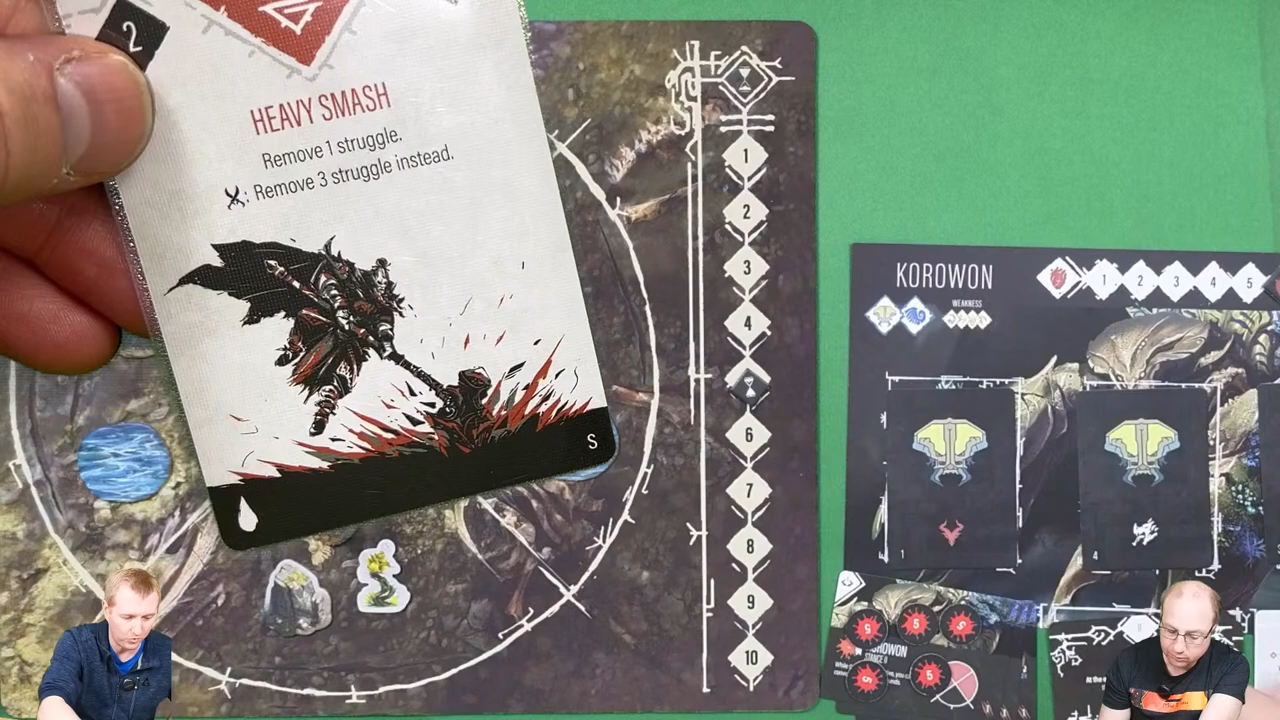 2
HEAVY SMASH
Remove 1 struggle.
: Remove 3 struggle instead.
S
1
2
3
4
6
7
8
9
10
KOROWON
1 2 3 4 5
WEAKNESS
1
4
5 5 5
5 5
STANCE II